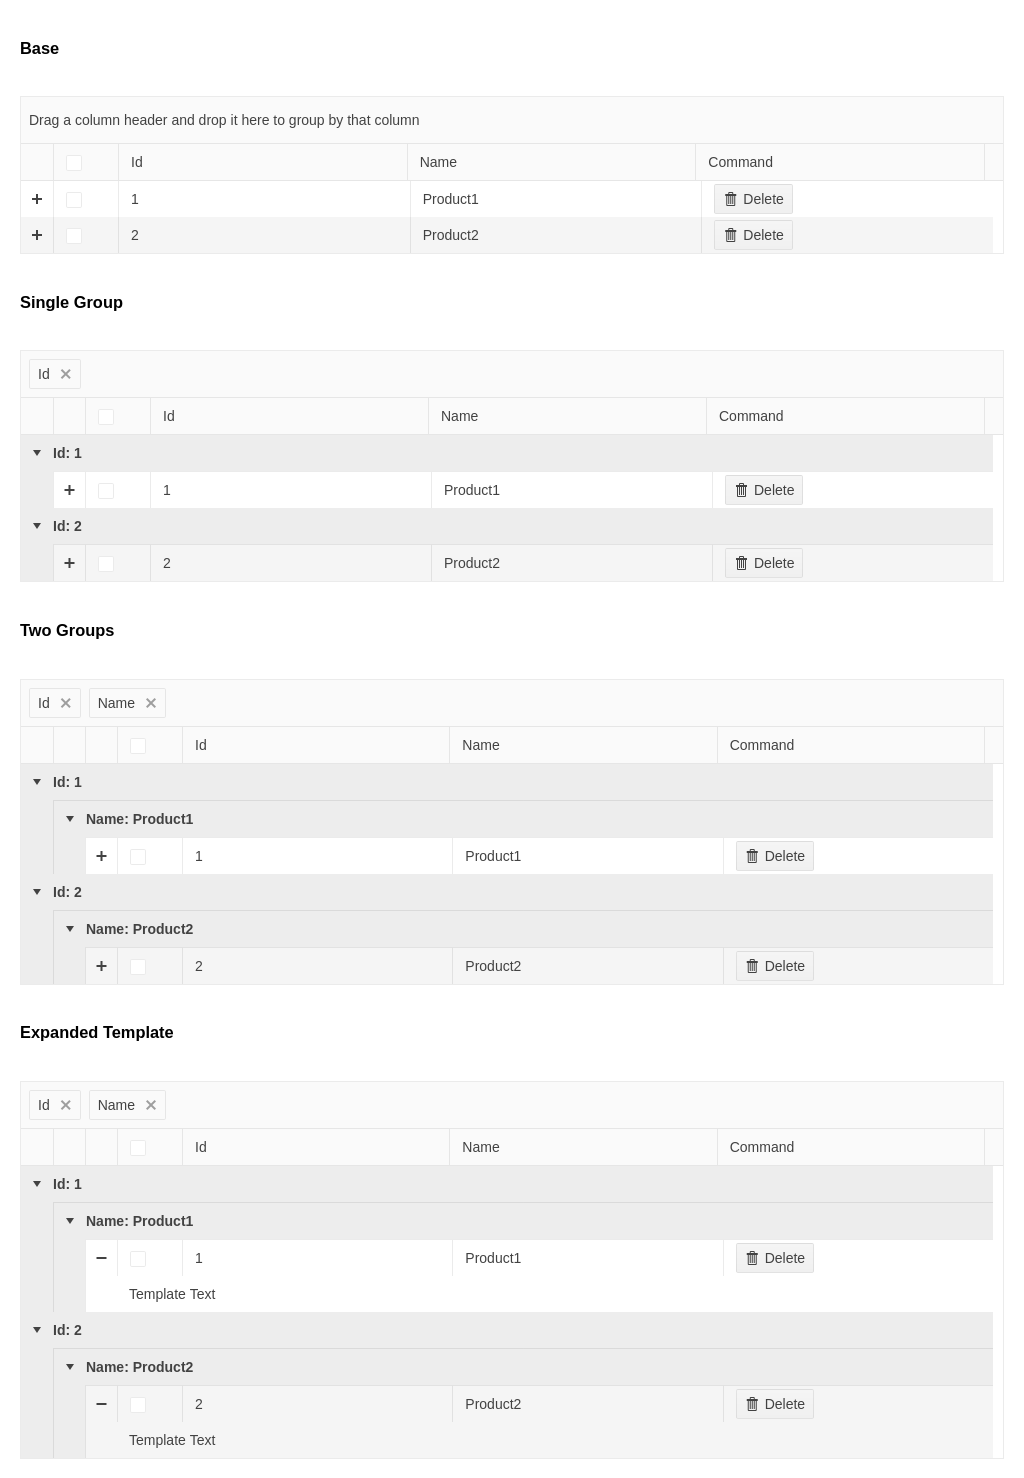 Base
Drag a column header and drop it here to group by that column
Id Name Command
1 Product1 Delete
2 Product2 Delete
Single Group
Id
Id Name Command
Id: 1
1 Product1 Delete
Id: 2
2 Product2 Delete
Two Groups
Id Name
Id Name Command
Id: 1
Name: Product1
1 Product1 Delete
Id: 2
Name: Product2
2 Product2 Delete
Expanded Template
Id Name
Id Name Command
Id: 1
Name: Product1
1 Product1 Delete
Template Text
Id: 2
Name: Product2
2 Product2 Delete
Template Text